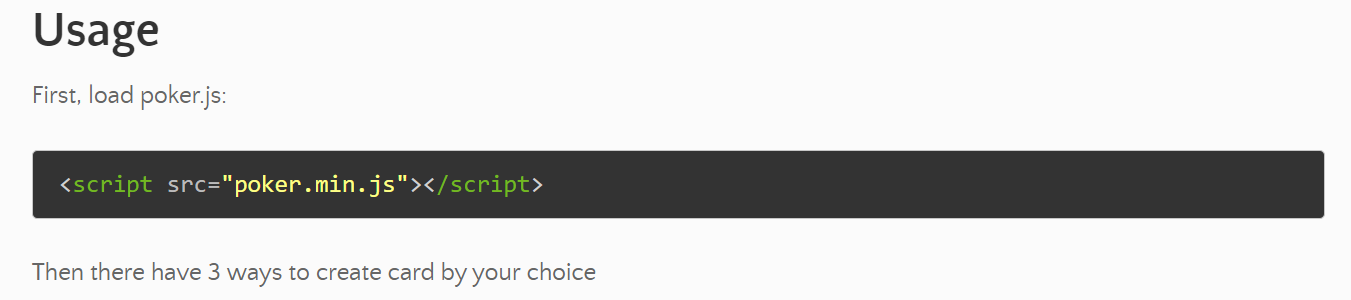 Usage
First, load poker.js:
<script src="poker.min.js"></script>
Then there have 3 ways to create card by your choice